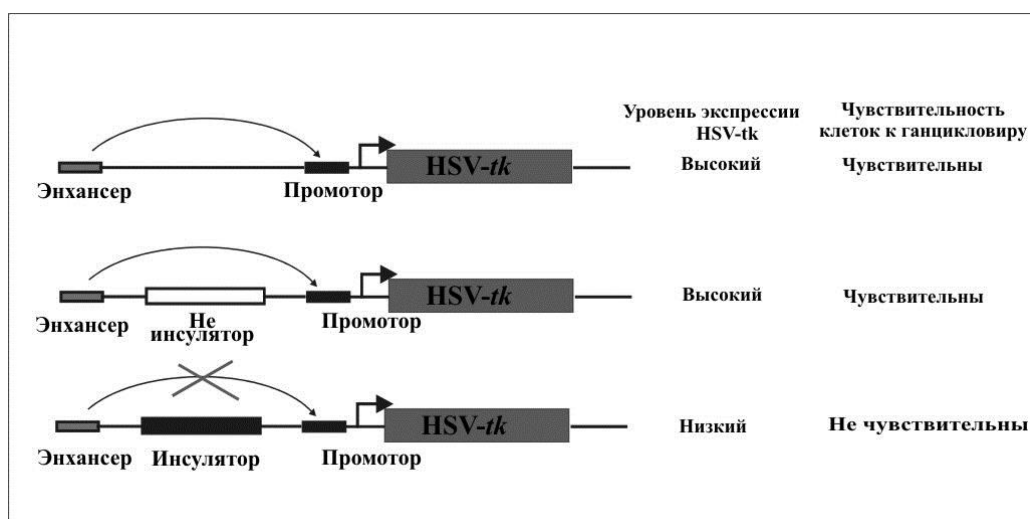 Уровень экспрессии
HSV-tk
Чувствительность
клеток к ганцикловиру
HSV-tk
Высокий
Чувствительны
Энхансер
Промотор
HSV-tk
Высокий
Чувствительны
Энхансер
Не
инсулятор
Промотор
HSV-tk
Низкий
Не чувствительны
Энхансер
Инсулятор
Промотор